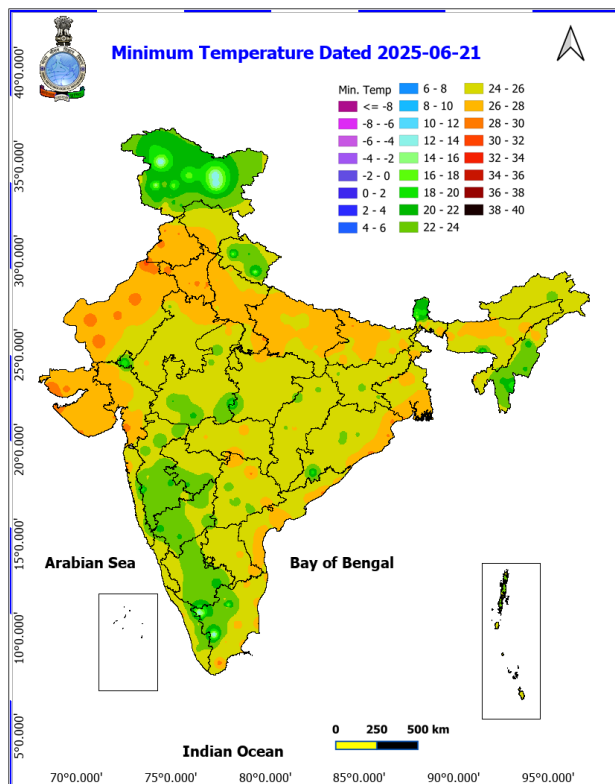 Minimum Temperature Dated 2025-06-21
Min. Temp
<= -8
-8 - -6
-6 - -4
-4 - -2
-2 - 0
0 - 2
2 - 4
4 - 6
6 - 8
8 - 10
10 - 12
12 - 14
14 - 16
16 - 18
18 - 20
20 - 22
22 - 24
24 - 26
26 - 28
28 - 30
30 - 32
32 - 34
34 - 36
36 - 38
38 - 40
40°0.000'
35°0.000'
30°0.000'
25°0.000'
20°0.000'
15°0.000'
10°0.000'
5°0.000'
Arabian Sea
Bay of Bengal
0 250 500 km
Indian Ocean
70°0.000' 75°0.000' 80°0.000' 85°0.000' 90°0.000' 95°0.000'